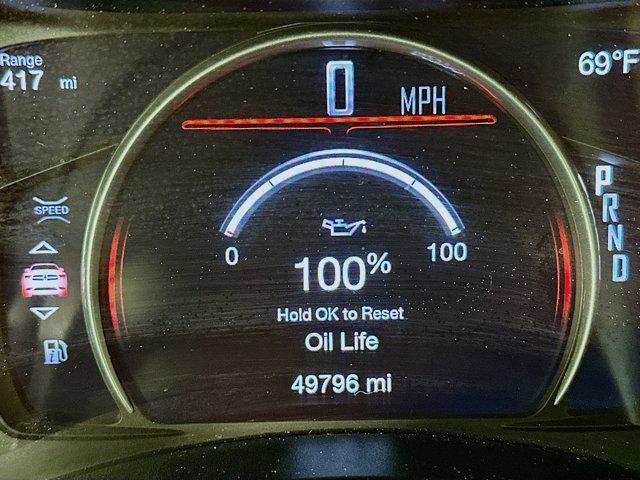 Range
417 mi
69°F
0 MPH
SPEED
0
100
100%
Hold OK to Reset
Oil Life
49796 mi
P
R
N
D